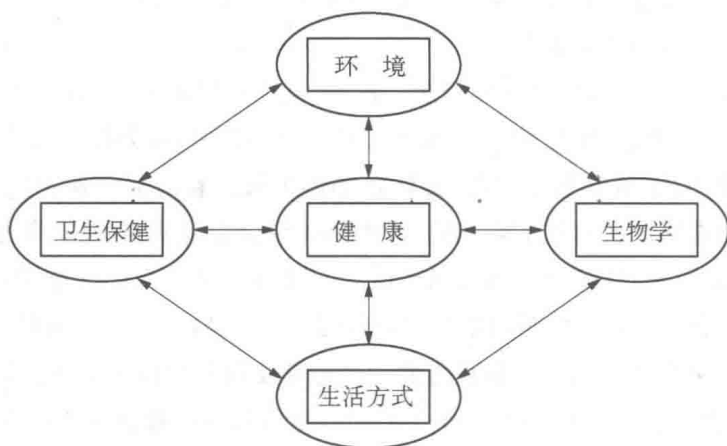 环 境
卫生保健
健 康
生物学
生活方式